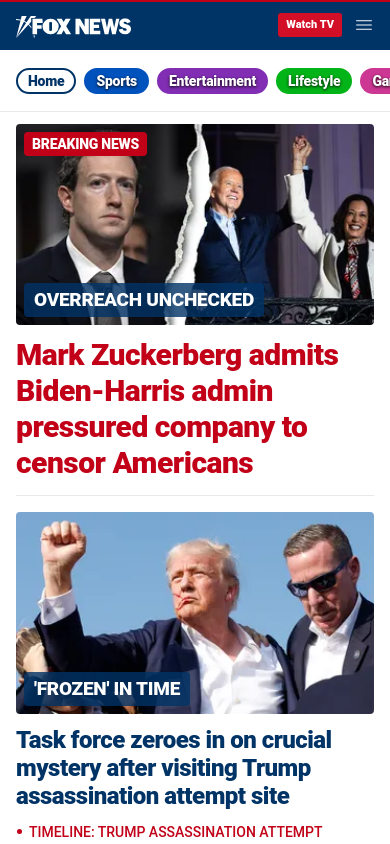 FOX NEWS
Watch TV
Home
Sports
Entertainment
Lifestyle
BREAKING NEWS
OVERREACH UNCHECKED
Mark Zuckerberg admits
Biden-Harris admin
pressured company to
censor Americans
'FROZEN' IN TIME
Task force zeroes in on crucial
mystery after visiting Trump
assassination attempt site
TIMELINE: TRUMP ASSASSINATION ATTEMPT